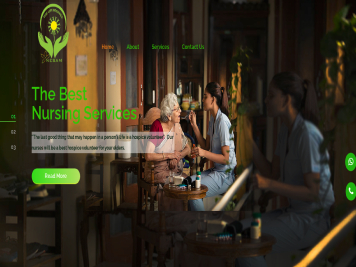 Home About Services Contact Us
The Best
Nursing Services
"The last good thing that may happen in a person's life is a hospice volunteer". Our
nurses will be a best hospice volunteer for your elders.
Read More
01
02
03